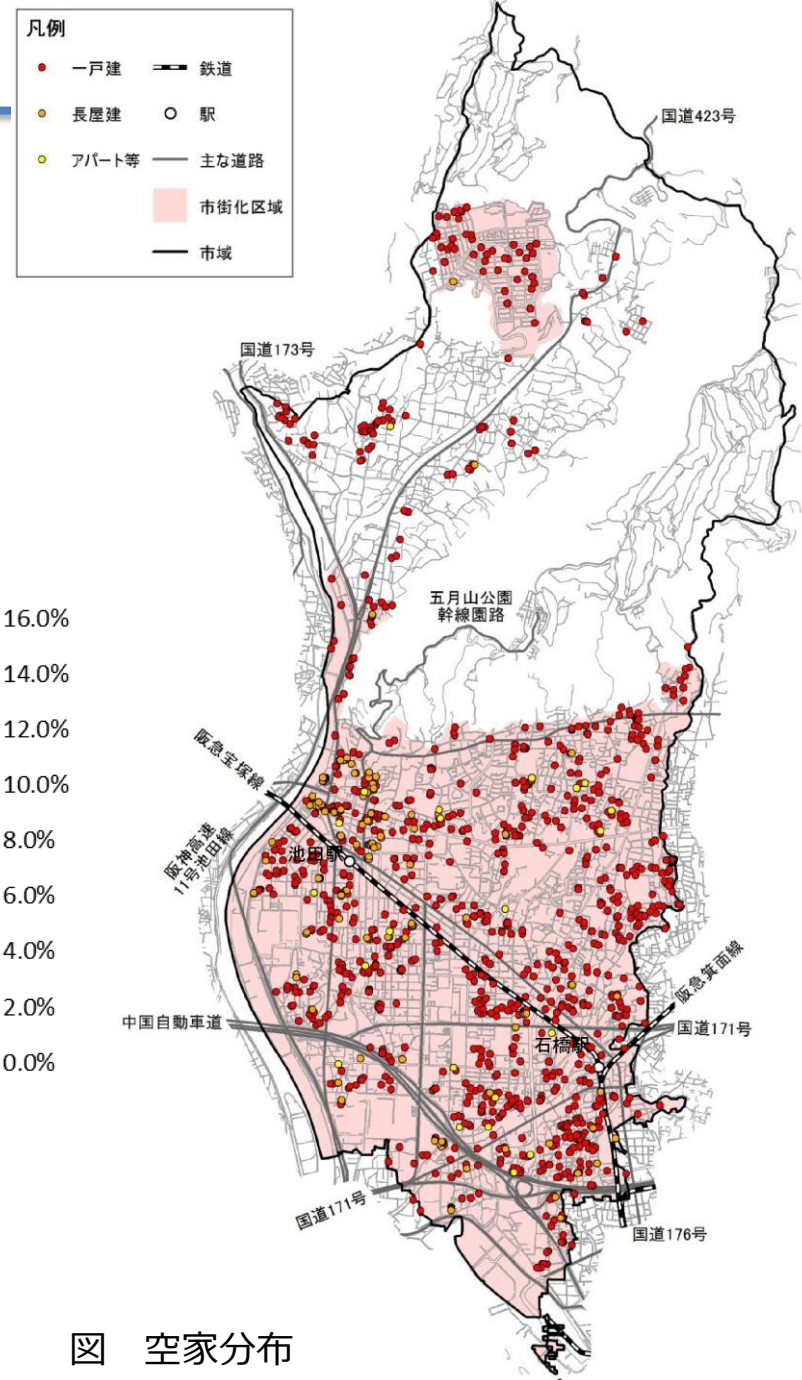 凡例
一戸建
鉄道
長屋建
駅
アパート等
主な道路
市街化区域
市域
国道423号
国道173号
五月山公園
幹線園路
16.0%
14.0%
12.0%
10.0%
8.0%
6.0%
4.0%
2.0%
0.0%
阪急宝塚線
阪神高速
11号池田線
池田駅
中国自動車道
阪急箕面線
国道171号
石橋駅
国道171号
国道176号
図　空家分布